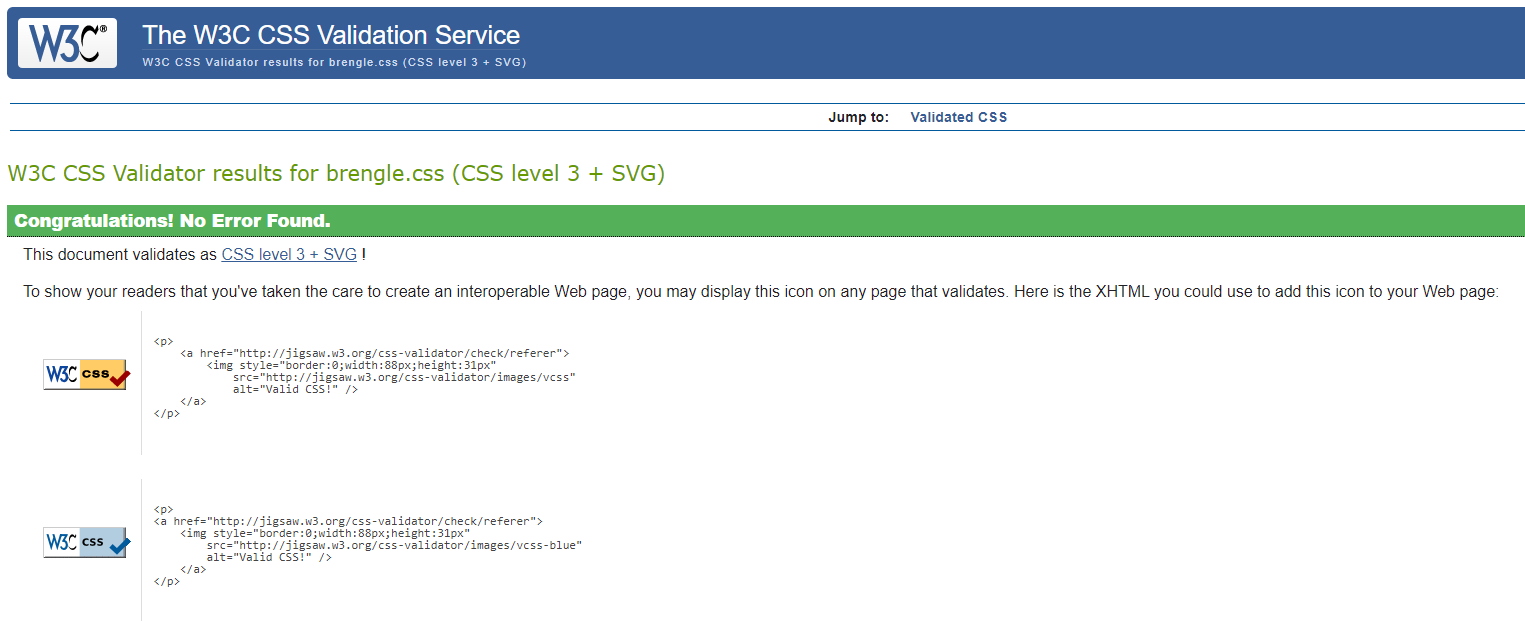 W3C®
The W3C CSS Validation Service
W3C CSS Validator results for brengle.css (CSS level 3 + SVG)
Jump to: Validated CSS
W3C CSS Validator results for brengle.css (CSS level 3 + SVG)
Congratulations! No Error Found.
This document validates as CSS level 3 + SVG !
To show your readers that you've taken the care to create an interoperable Web page, you may display this icon on any page that validates. Here is the XHTML you could use to add this icon to your Web page:
W3C css
<p>
<a href="http://jigsaw.w3.org/css-validator/check/referer">
<img style="border:0;width:88px;height:31px"
src="http://jigsaw.w3.org/css-validator/images/vcss"
alt="Valid CSS!" />
</a>
</p>
W3C css
<p>
<a href="http://jigsaw.w3.org/css-validator/check/referer">
<img style="border:0;width:88px;height:31px"
src="http://jigsaw.w3.org/css-validator/images/vcss-blue"
alt="Valid CSS!" />
</a>
</p>